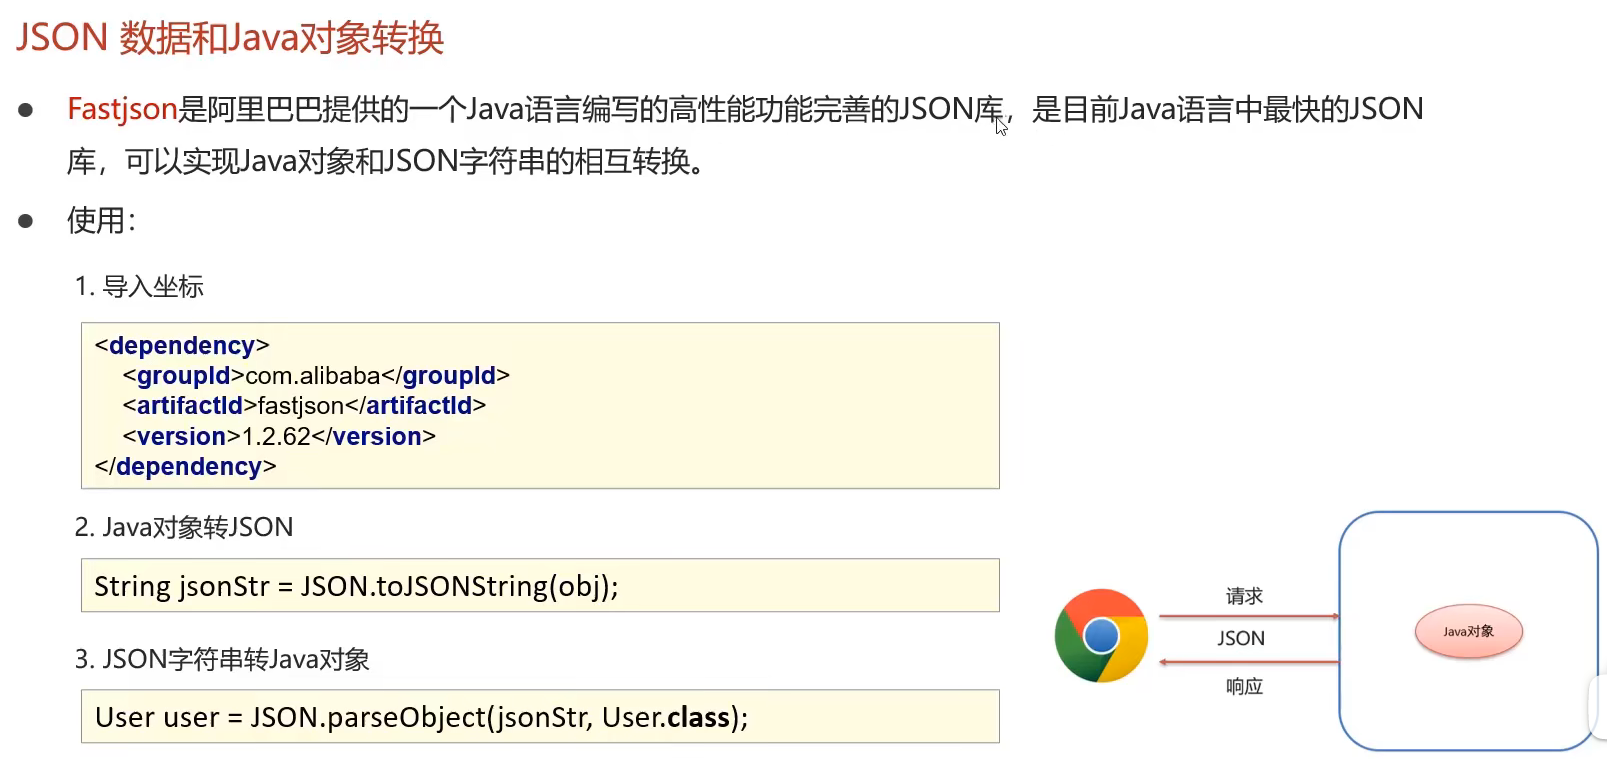 JSON 数据和Java对象转换
● Fastjson是阿里巴巴提供的一个Java语言编写的高性能功能完善的JSON库，是目前Java语言中最快的JSON
库，可以实现Java对象和JSON字符串的相互转换。
● 使用：
1. 导入坐标
<dependency>
<groupId>com.alibaba</groupId>
<artifactId>fastjson</artifactId>
<version>1.2.62</version>
</dependency>
2. Java对象转JSON
String jsonStr = JSON.toJSONString(obj);
3. JSON字符串转Java对象
User user = JSON.parseObject(jsonStr, User.class);
请求
JSON
响应
Java对象